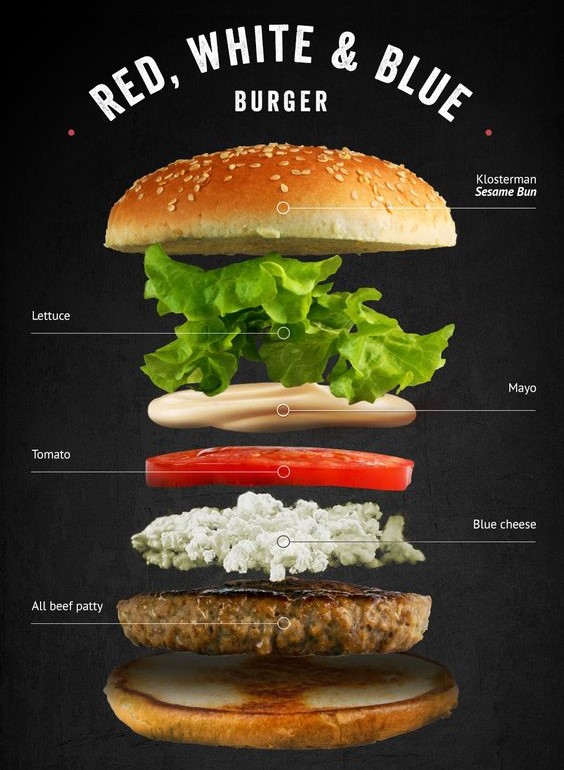 RED, WHITE & BLUE
BURGER
Klosterman
Sesame Bun
Lettuce
Mayo
Tomato
Blue cheese
All beef patty